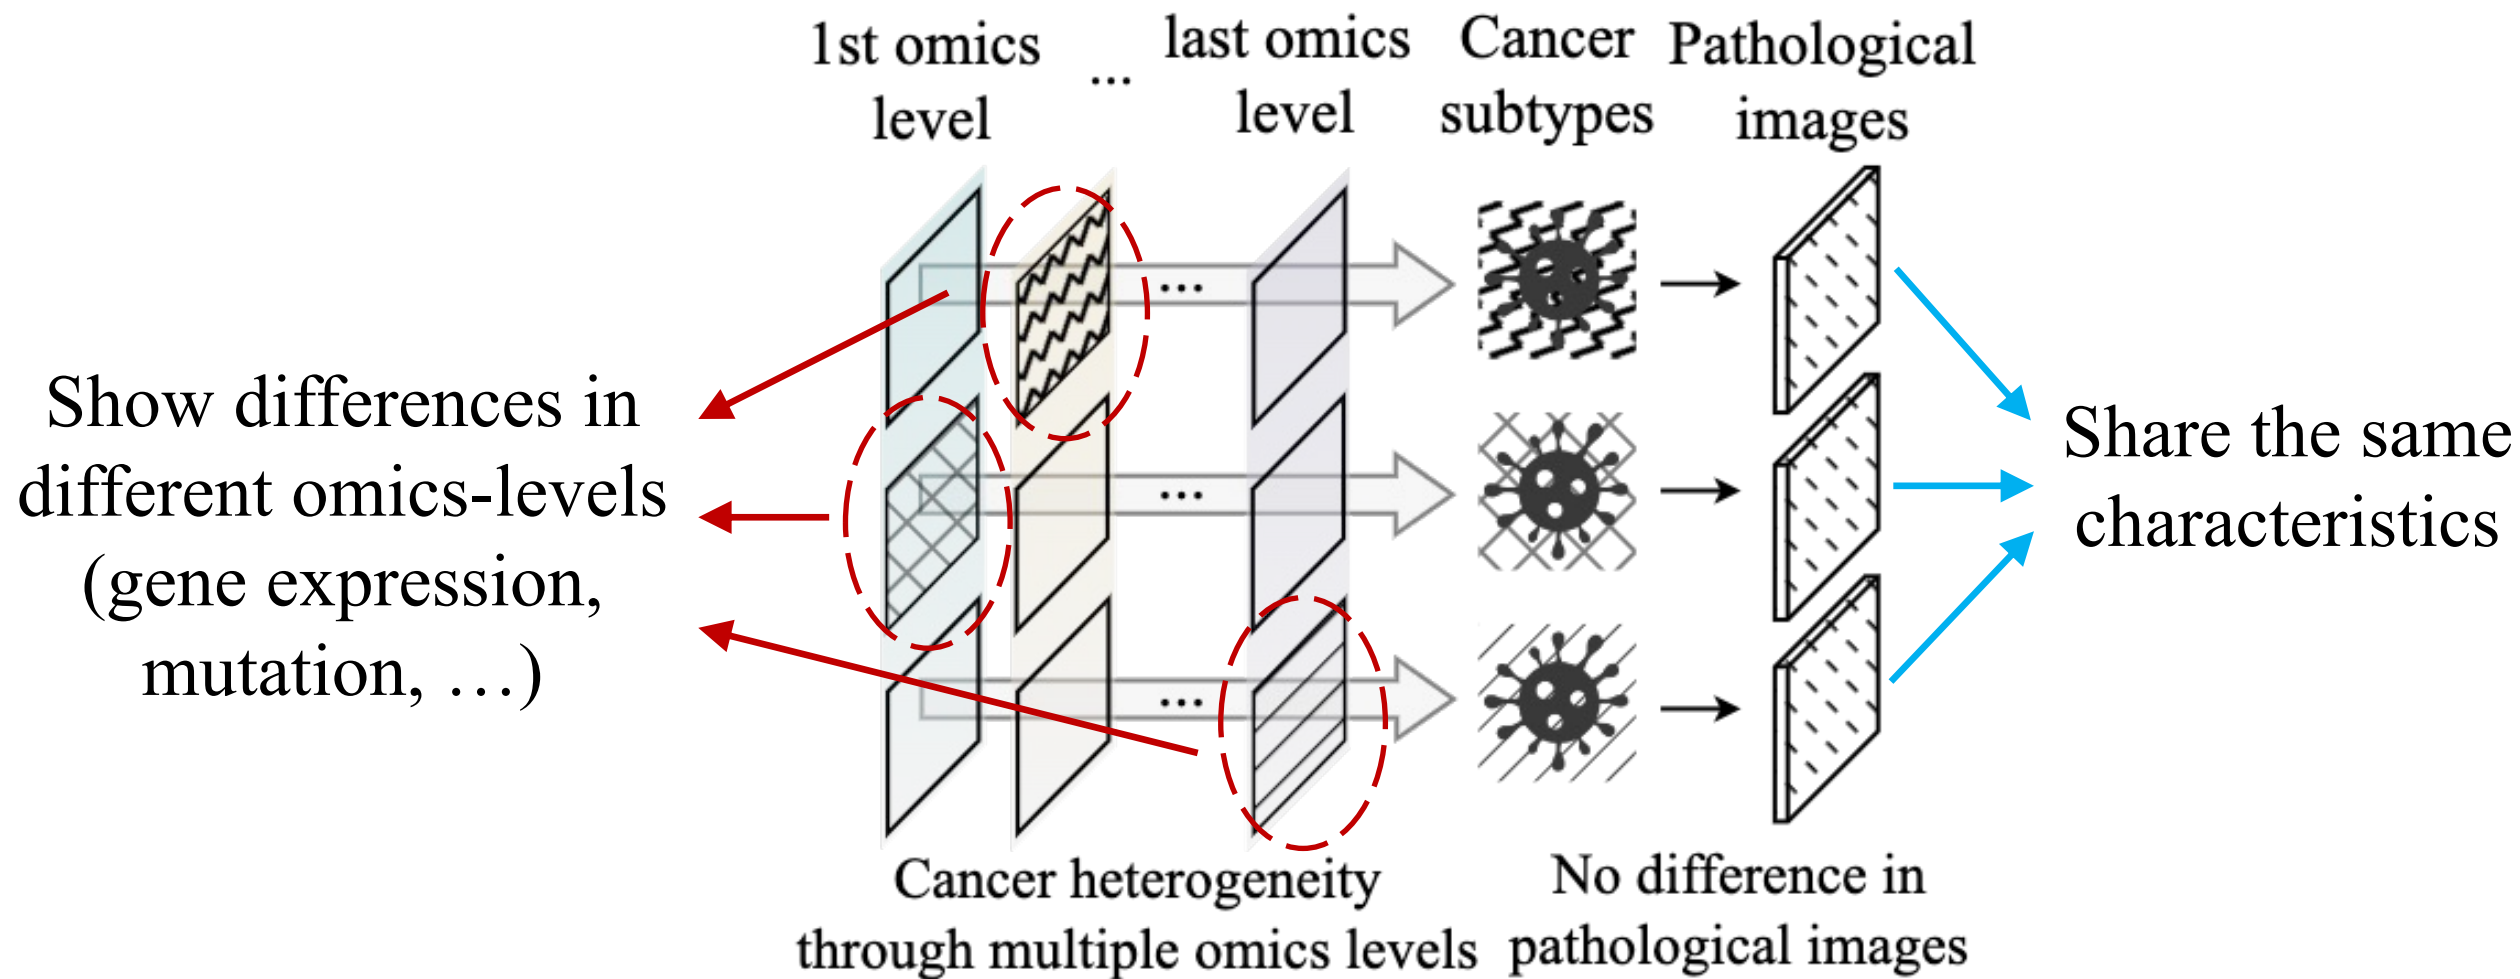 1st omics
level
...
last omics
level
Cancer
subtypes
Pathological
images
Show differences in
different omics-levels
(gene expression,
mutation, …)
...
...
...
Share the same
characteristics
Cancer heterogeneity
through multiple omics levels
No difference in
pathological images